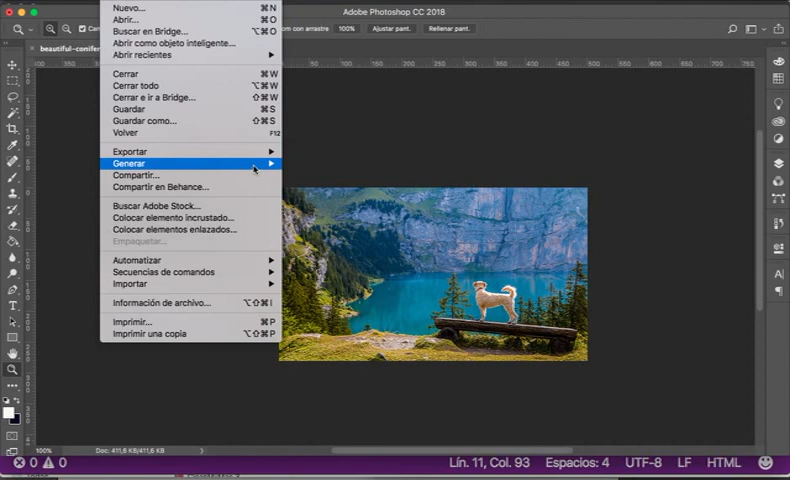 Nuevo... ⌘N
Adobe Photoshop CC 2018
Abrir... ⌘O
Buscar en Bridge... ⌥⌘O
om con arrastre 100% Ajustar pant. Rellenar pant.
Abrir como objeto inteligente...
beautiful-conifer
Abrir recientes
Cerrar ⌘W
Cerrar todo ⌥⌘W
Cerrar e ir a Bridge... ⇧⌘W
Guardar ⌘S
Guardar como... ⇧⌘S
Volver F12
Exportar
Generar
Compartir...
Compartir en Behance...
Buscar Adobe Stock...
Colocar elemento incrustado...
Colocar elementos enlazados...
Empaquetar...
Automatizar
Secuencias de comandos
Importar
Información de archivo... ⌥⇧⌘I
Imprimir... ⌘P
Imprimir una copia ⌥⇧⌘P
100% Doc: 411,6 KB/411,6 KB
0 0 Lín. 11, Col. 93 Espacios: 4 UTF-8 LF HTML